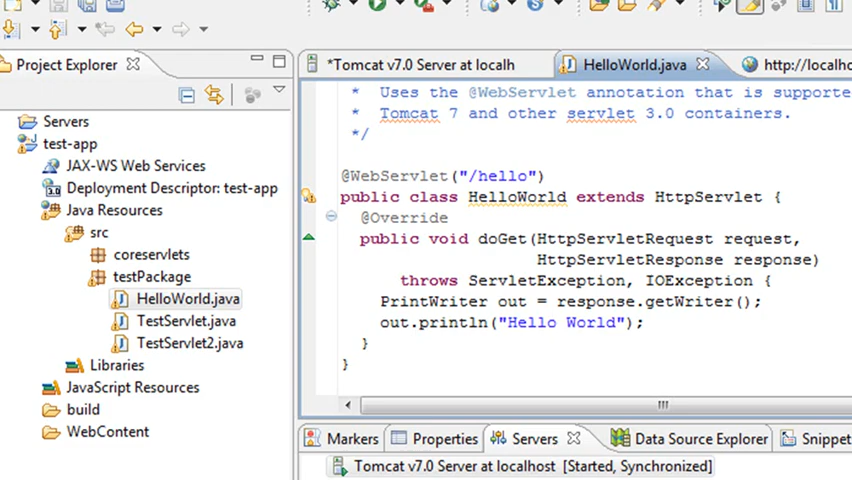 Project Explorer
Servers
test-app
JAX-WS Web Services
Deployment Descriptor: test-app
Java Resources
src
coreservlets
testPackage
HelloWorld.java
TestServlet.java
TestServlet2.java
Libraries
JavaScript Resources
build
WebContent
*Tomcat v7.0 Server at localh
HelloWorld.java
http://localho
* Uses the @WebServlet annotation that is supporte
* Tomcat 7 and other servlet 3.0 containers.
*/
@WebServlet("/hello")
public class HelloWorld extends HttpServlet {
@Override
public void doGet(HttpServletRequest request,
HttpServletResponse response)
throws ServletException, IOException {
PrintWriter out = response.getWriter();
out.println("Hello World");
}
}
Markers
Properties
Servers
Data Source Explorer
Snippet
Tomcat v7.0 Server at localhost [Started, Synchronized]